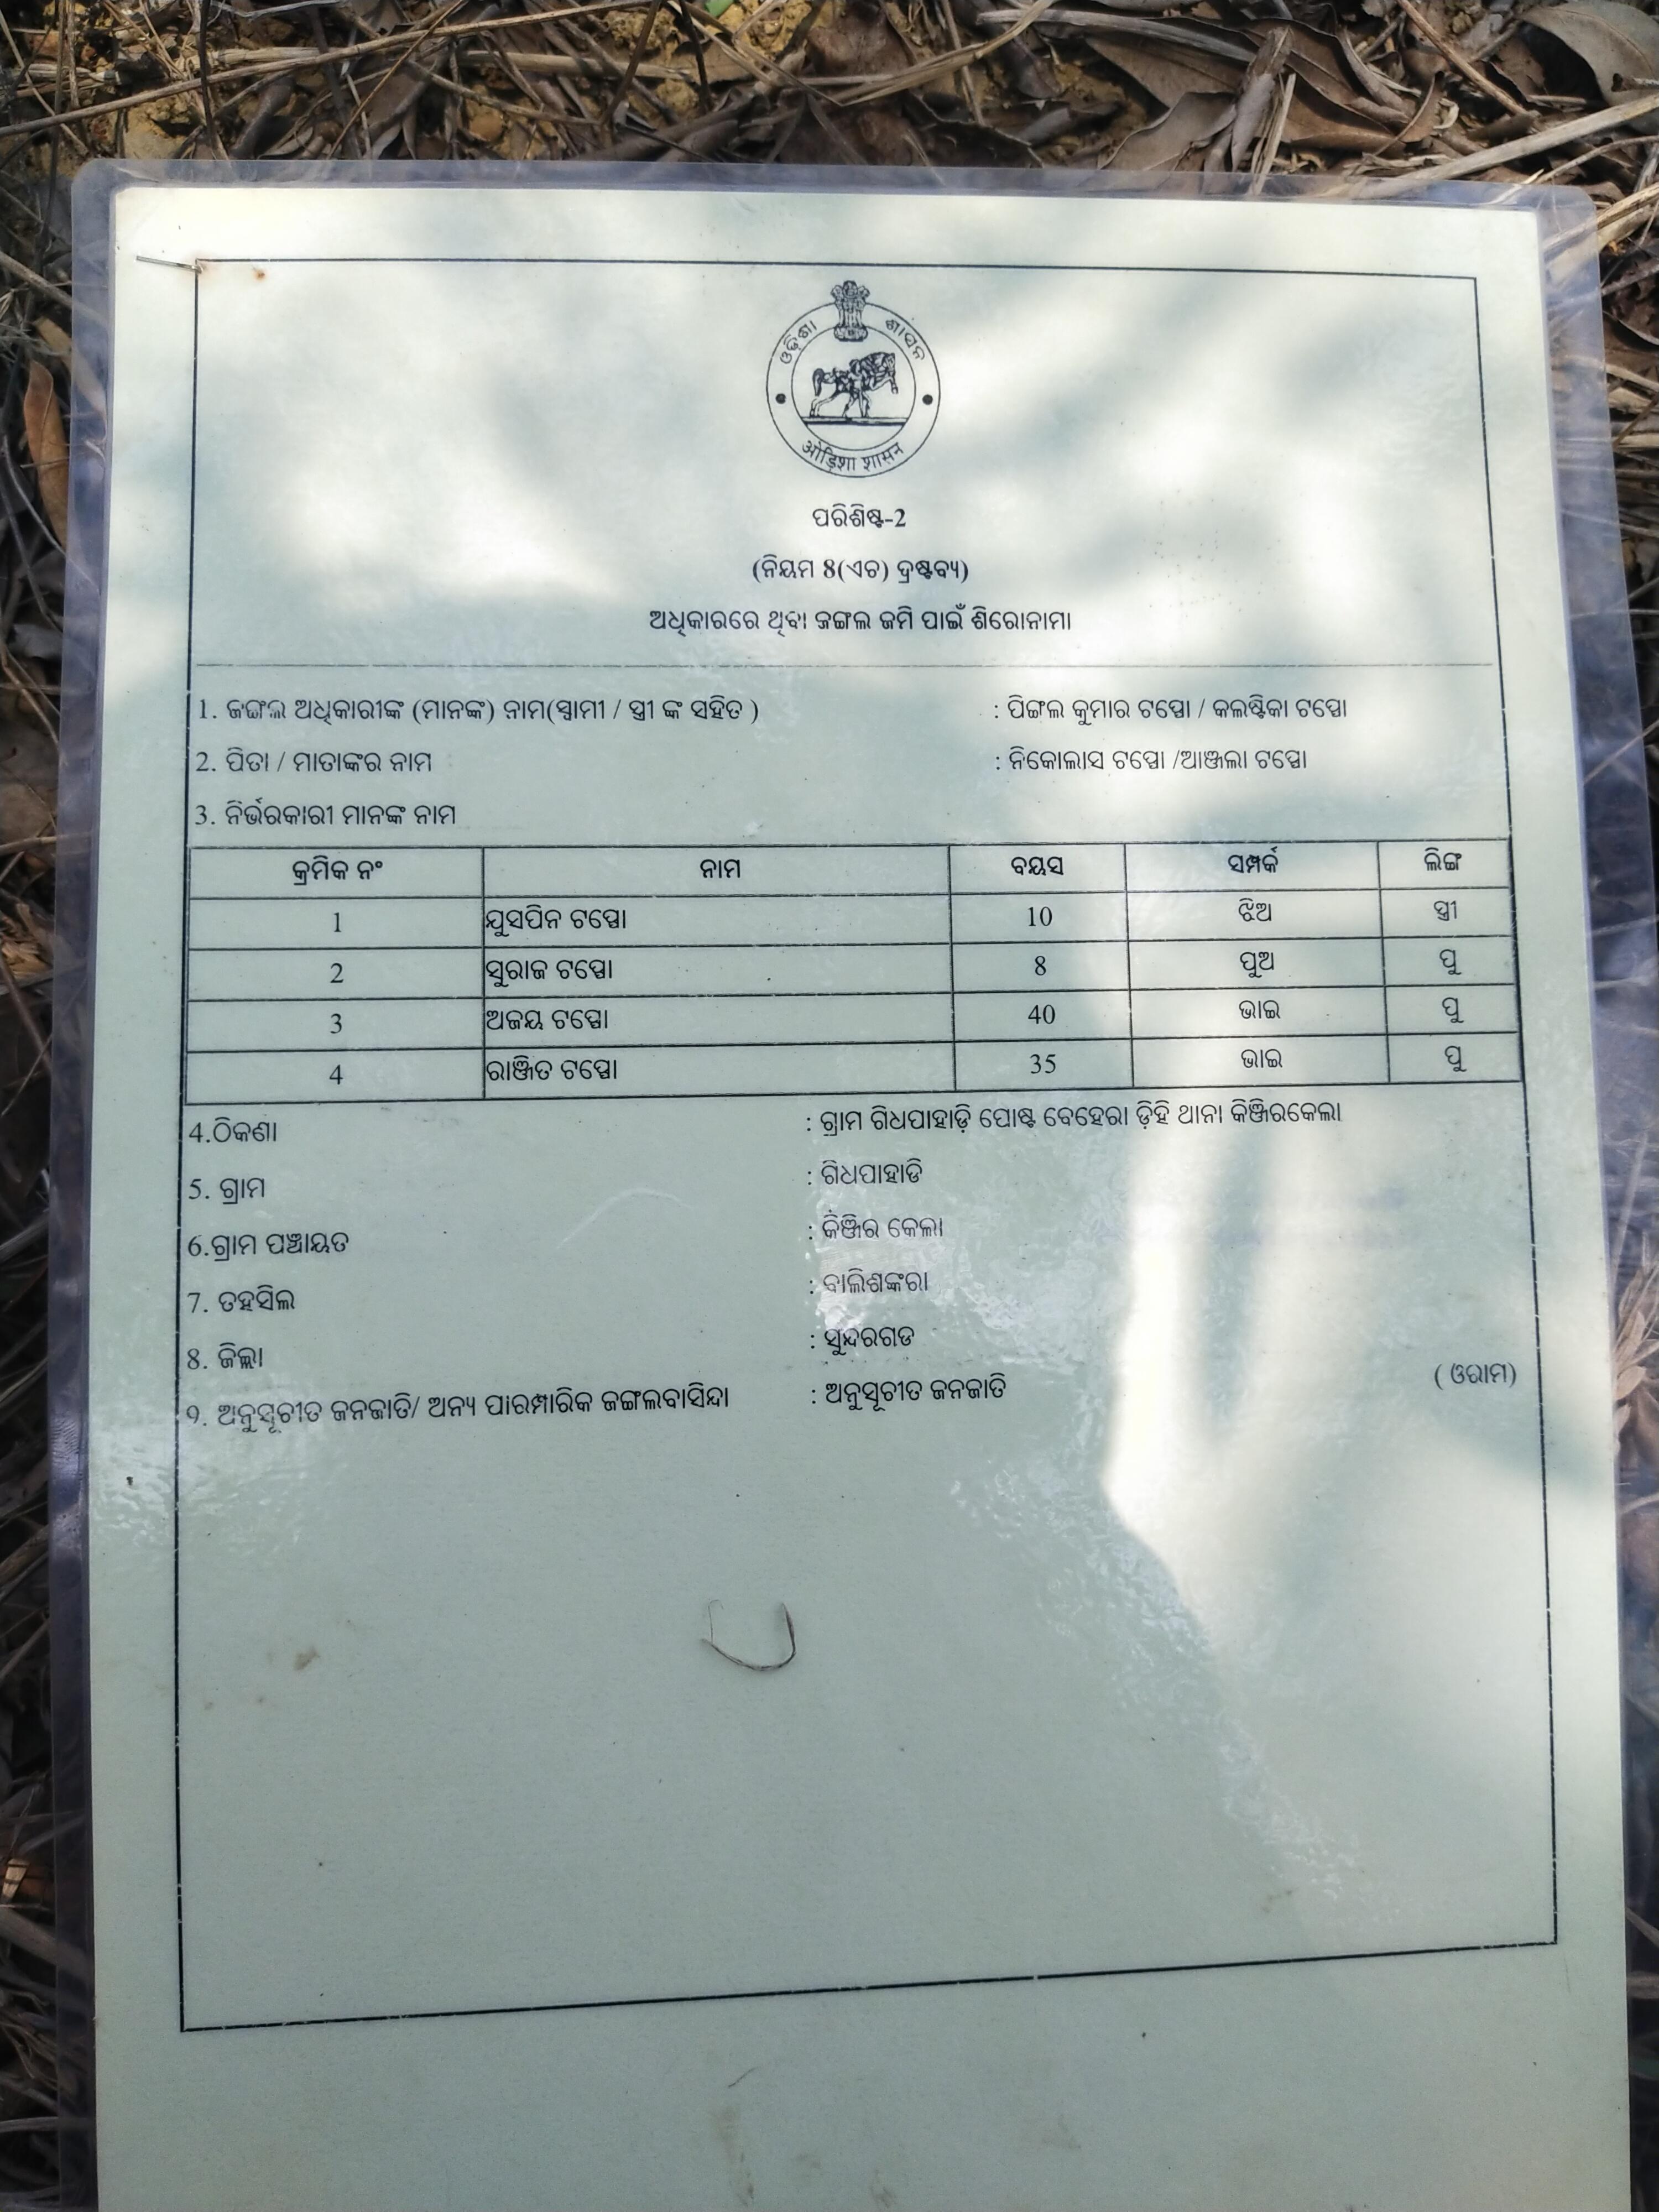 ଓଡ଼ିଶା ଶାସନ
ओड़िशा शासन
ପରିଶିଷ୍ଟ-2
(ନିୟମ 8(ଏଚ) ଦ୍ରଷ୍ଟବ୍ୟ)
ଅଧିକାରରେ ଥିବା ଜଙ୍ଗଲ ଜମି ପାଇଁ ଶିରୋନାମା
1. ଜଙ୍ଗଲ ଅଧିକାରୀଙ୍କ (ମାନଙ୍କ) ନାମ(ସ୍ୱାମୀ / ସ୍ତ୍ରୀ ଙ୍କ ସହିତ ) : ପିଙ୍ଗଲ କୁମାର ଟପ୍ପୋ / କଲଷ୍ଟିକା ଟପ୍ପୋ
2. ପିତା / ମାତାଙ୍କର ନାମ : ନିକୋଲାସ ଟପ୍ପୋ /ଆଞ୍ଜଲା ଟପ୍ପୋ
3. ନିର୍ଭରକାରୀ ମାନଙ୍କ ନାମ
କ୍ରମିକ ନଂ ନାମ ବୟସ ସମ୍ପର୍କ ଲିଙ୍ଗ
1 ଯୁସପିନ ଟପ୍ପୋ 10 ଝିଅ ସ୍ତ୍ରୀ
2 ସୁରାଜ ଟପ୍ପୋ 8 ପୁଅ ପୁ
3 ଅଜୟ ଟପ୍ପୋ 40 ଭାଇ ପୁ
4 ରାଞ୍ଜିତ ଟପ୍ପୋ 35 ଭାଇ ପୁ
4.ଠିକଣା : ଗ୍ରାମ ଗିଧପାହାଡ଼ି ପୋଷ୍ଟ ବେହେରା ଡ଼ିହି ଥାନା କିଞ୍ଜିରକେଲା
5. ଗ୍ରାମ : ଗିଧପାହାଡି
6.ଗ୍ରାମ ପଞ୍ଚାୟତ : କିଞ୍ଜିର କେଲା
7. ତହସିଲ : ବାଲିଶଙ୍କରା
8. ଜିଲ୍ଲା : ସୁନ୍ଦରଗଡ
9. ଅନୁସୂଚୀତ ଜନଜାତି/ ଅନ୍ୟ ପାରମ୍ପାରିକ ଜଙ୍ଗଲବାସିନ୍ଦା : ଅନୁସୂଚୀତ ଜନଜାତି ( ଓରାମ)